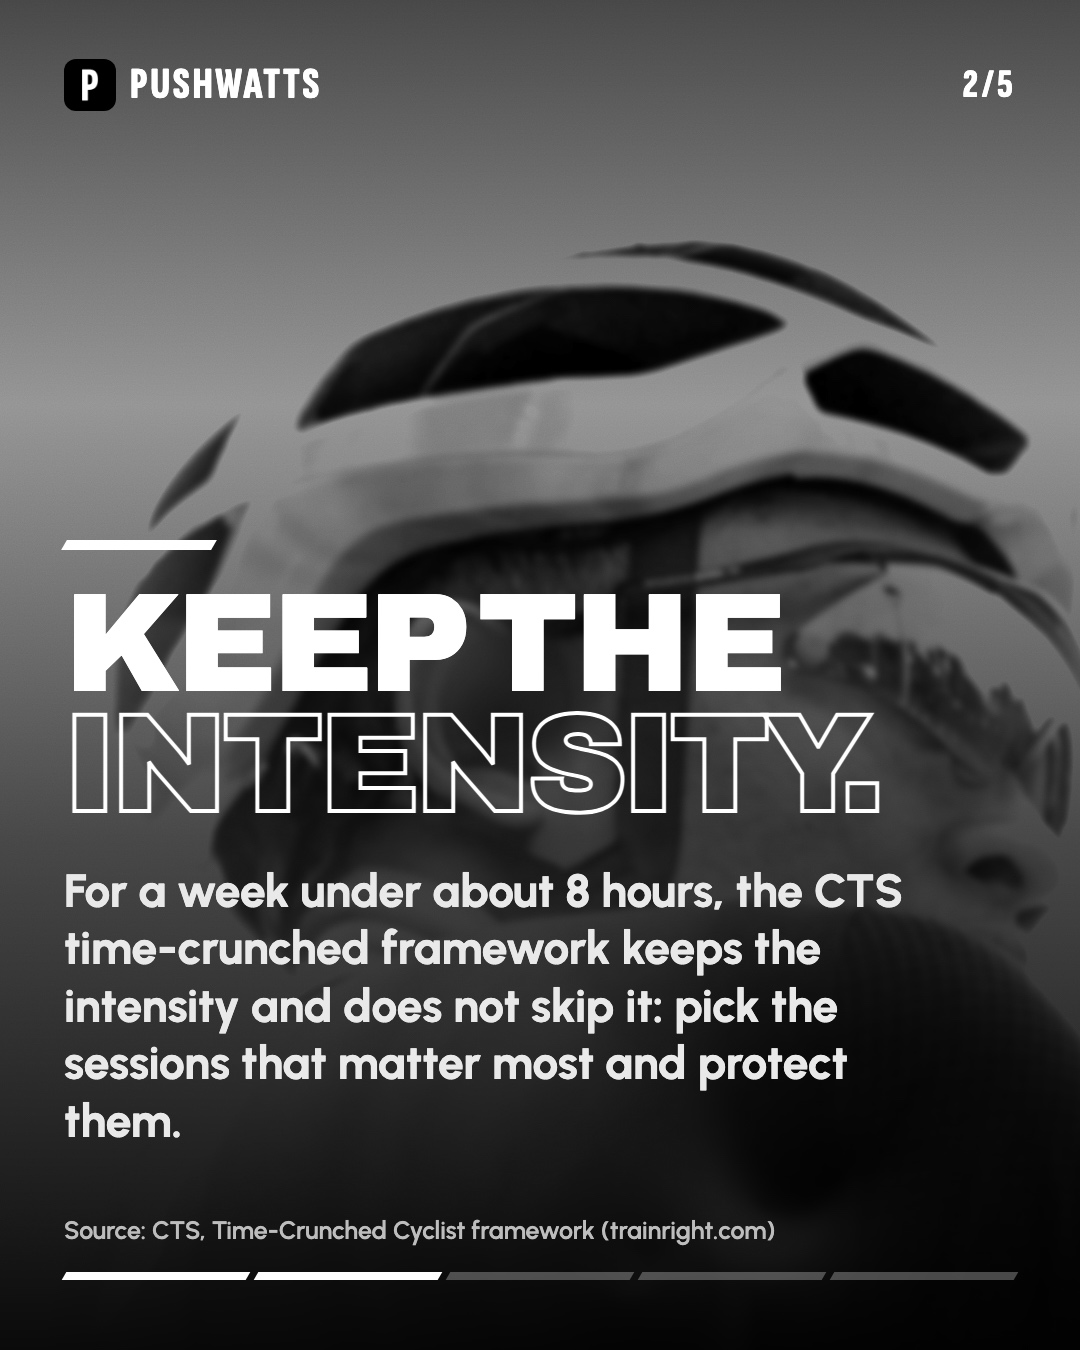 P PUSHWATTS
2/5
KEEP THE
INTENSITY.
For a week under about 8 hours, the CTS
time-crunched framework keeps the
intensity and does not skip it: pick the
sessions that matter most and protect
them.
Source: CTS, Time-Crunched Cyclist framework (trainright.com)